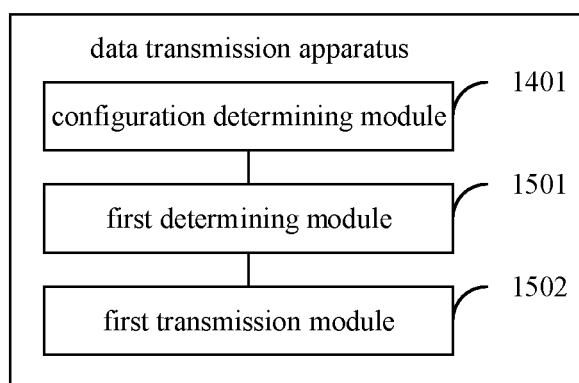 data transmission apparatus
1401
configuration determining module
1501
first determining module
1502
first transmission module